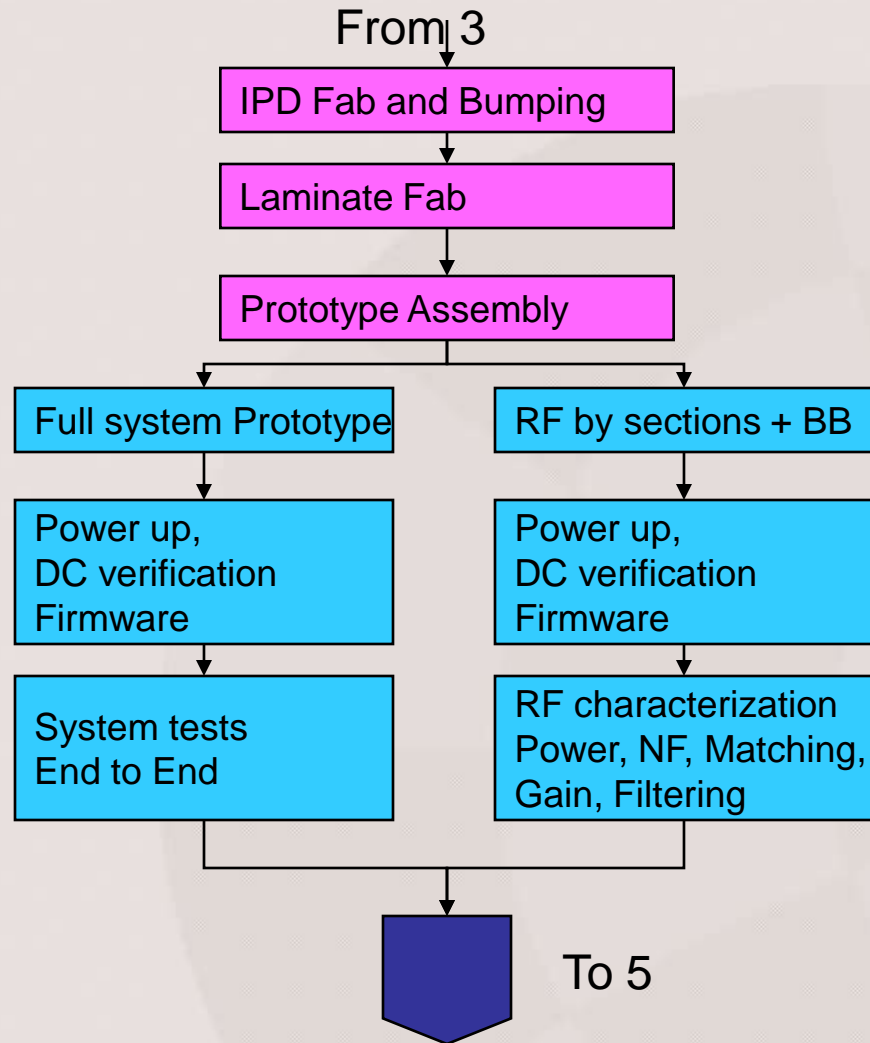 From 3
IPD Fab and Bumping
Laminate Fab
Prototype Assembly
Full system Prototype
RF by sections + BB
Power up,
DC verification
Firmware
Power up,
DC verification
Firmware
System tests
End to End
RF characterization
Power, NF, Matching,
Gain, Filtering
To 5